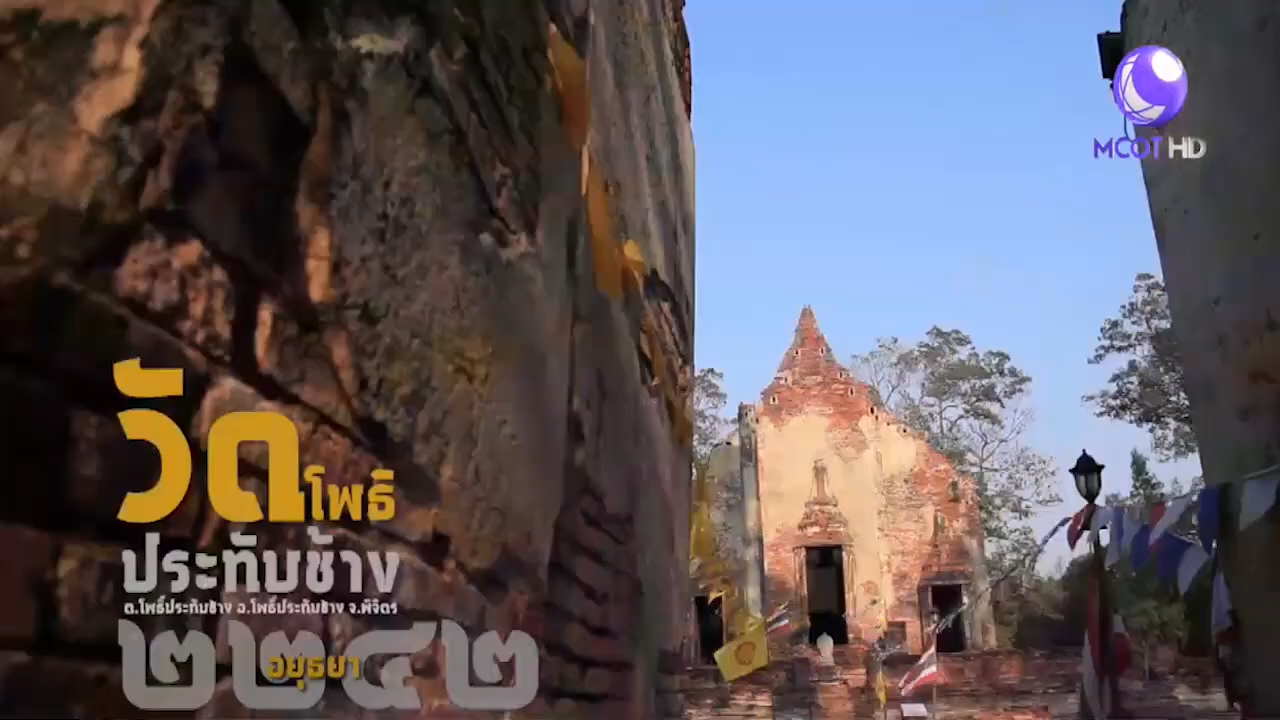 MCOT HD
วัดโพธิ
ประทับช้าง
ต.โพธิ์ประทับช้าง อ.โพธิ์ประทับช้าง จ.พิจิตร
๒๒๔๒
อยุธยา